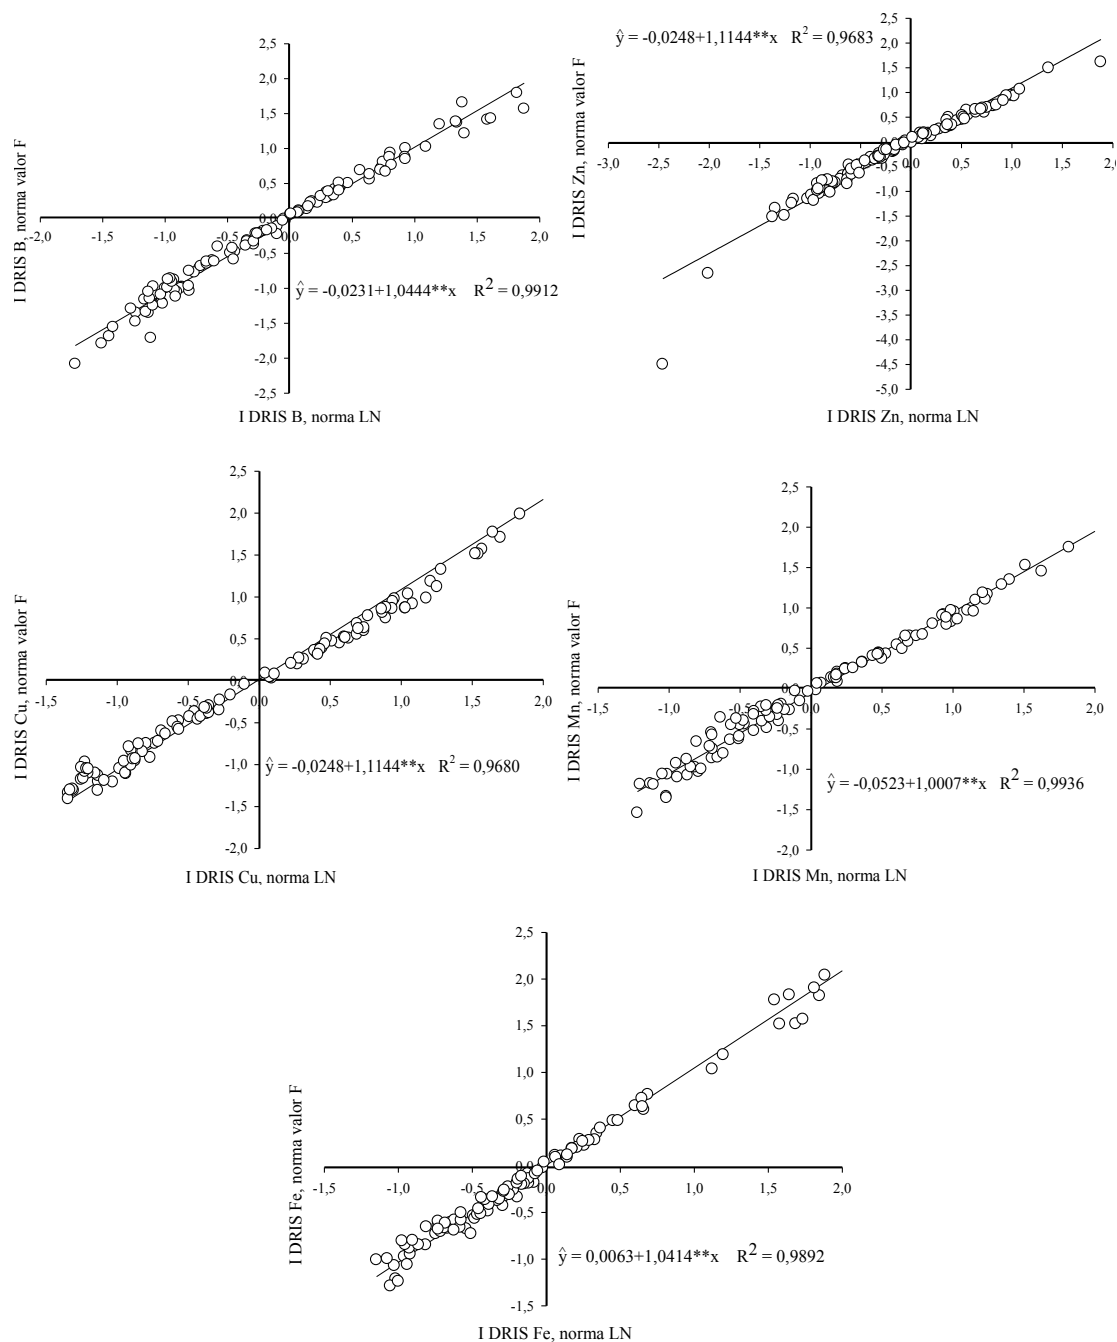 2,5
2,0
1,5
1,0
0,5
0,0
-2,0 -1,5 -1,0 -0,5 0,0 0,5 1,0 1,5 2,0
-0,5
-1,0
ŷ = -0,0231+1,0444**x R2 = 0,9912
-1,5
-2,0
-2,5
I DRIS B, norma valor F
I DRIS B, norma LN
ŷ = -0,0248+1,1144**x R2 = 0,9683
2,5
2,0
1,5
1,0
0,5
0,0
-3,0 -2,5 -2,0 -1,5 -1,0 -0,5 0,0 0,5 1,0 1,5 2,0
-0,5
-1,0
-1,5
-2,0
-2,5
-3,0
-3,5
-4,0
-4,5
-5,0
I DRIS Zn, norma valor F
I DRIS Zn, norma LN
2,5
2,0
1,5
1,0
0,5
0,0
-1,5 -1,0 -0,5 0,0 0,5 1,0 1,5 2,0
-0,5
-1,0
ŷ = -0,0248+1,1144**x R2 = 0,9680
-1,5
-2,0
I DRIS Cu, norma valor F
I DRIS Cu, norma LN
2,5
2,0
1,5
1,0
0,5
0,0
-1,5 -1,0 -0,5 0,0 0,5 1,0 1,5 2,0
-0,5
-1,0
ŷ = -0,0523+1,0007**x R2 = 0,9936
-1,5
-2,0
I DRIS Mn, norma valor F
I DRIS Mn, norma LN
2,5
2,0
1,5
1,0
0,5
0,0
-1,5 -1,0 -0,5 0,0 0,5 1,0 1,5 2,0
-0,5
-1,0
ŷ = 0,0063+1,0414**x R2 = 0,9892
-1,5
I DRIS Fe, norma valor F
I DRIS Fe, norma LN